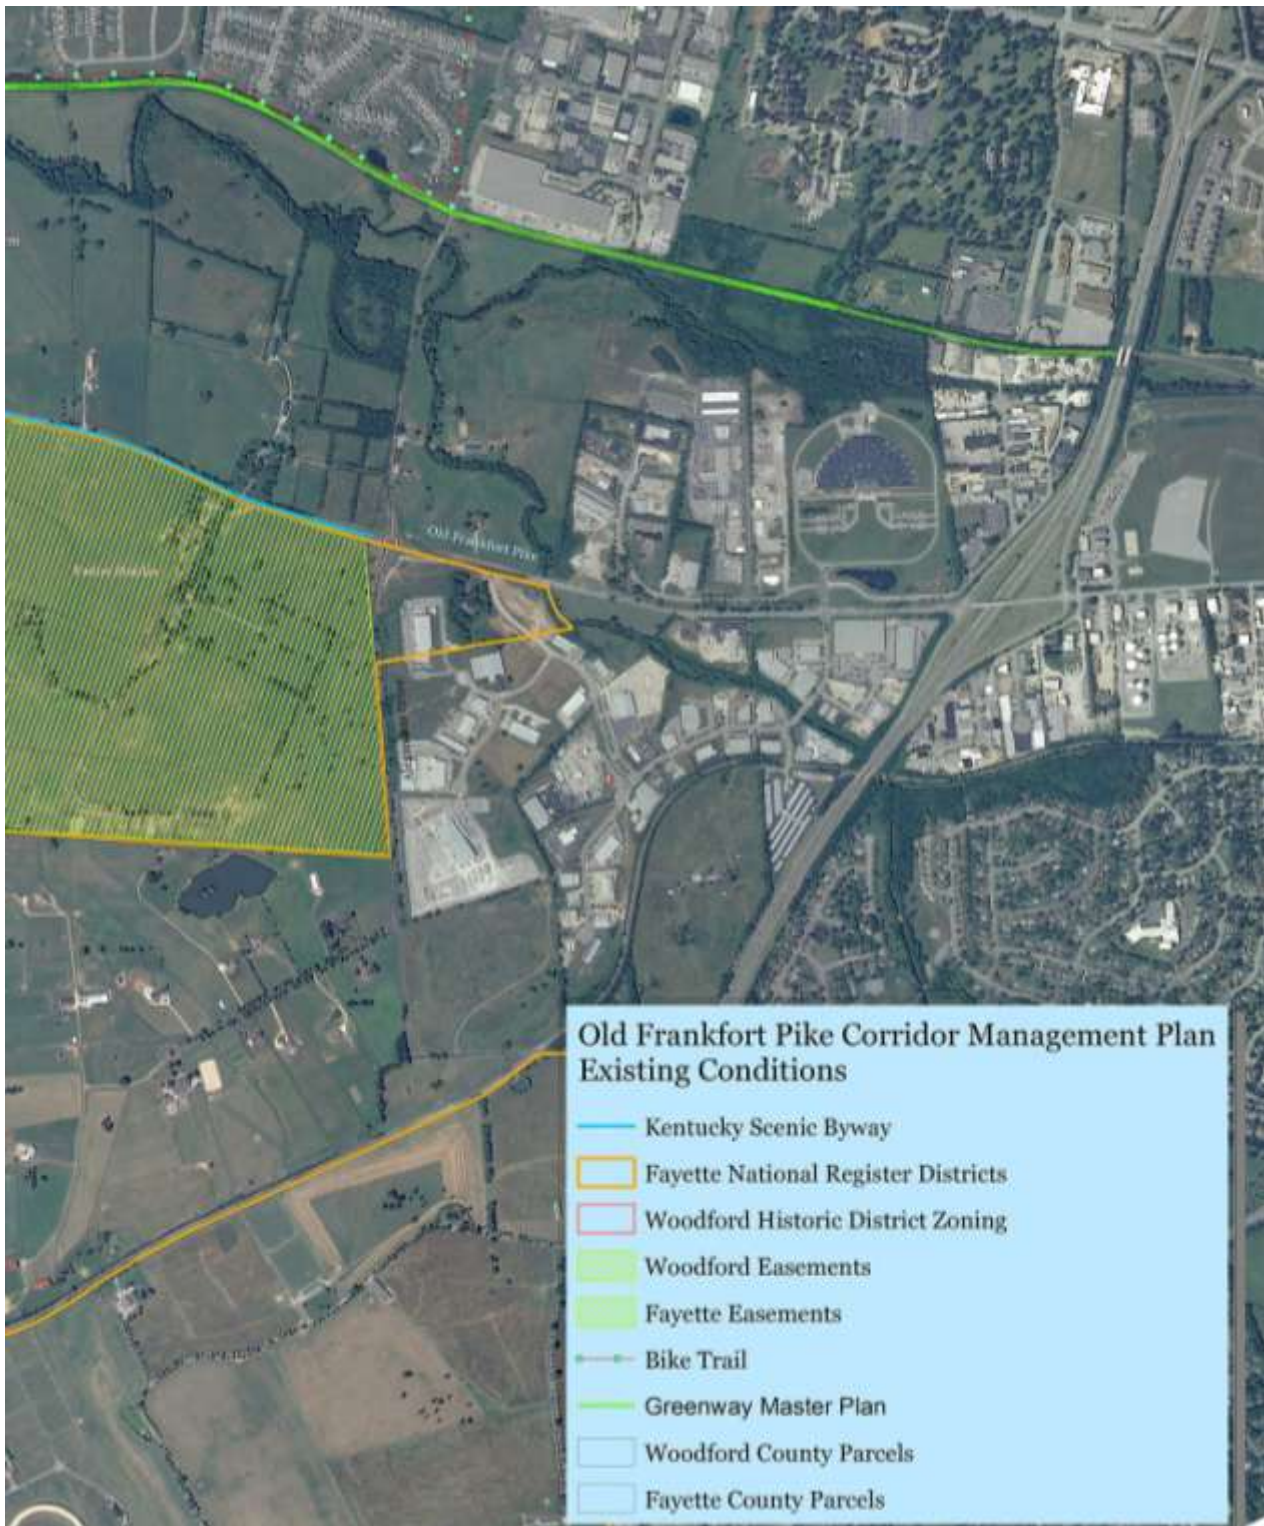 Old Frankfort Pike
Old Frankfort Pike Corridor Management Plan
Existing Conditions
Kentucky Scenic Byway
Fayette National Register Districts
Woodford Historic District Zoning
Woodford Easements
Fayette Easements
Bike Trail
Greenway Master Plan
Woodford County Parcels
Fayette County Parcels